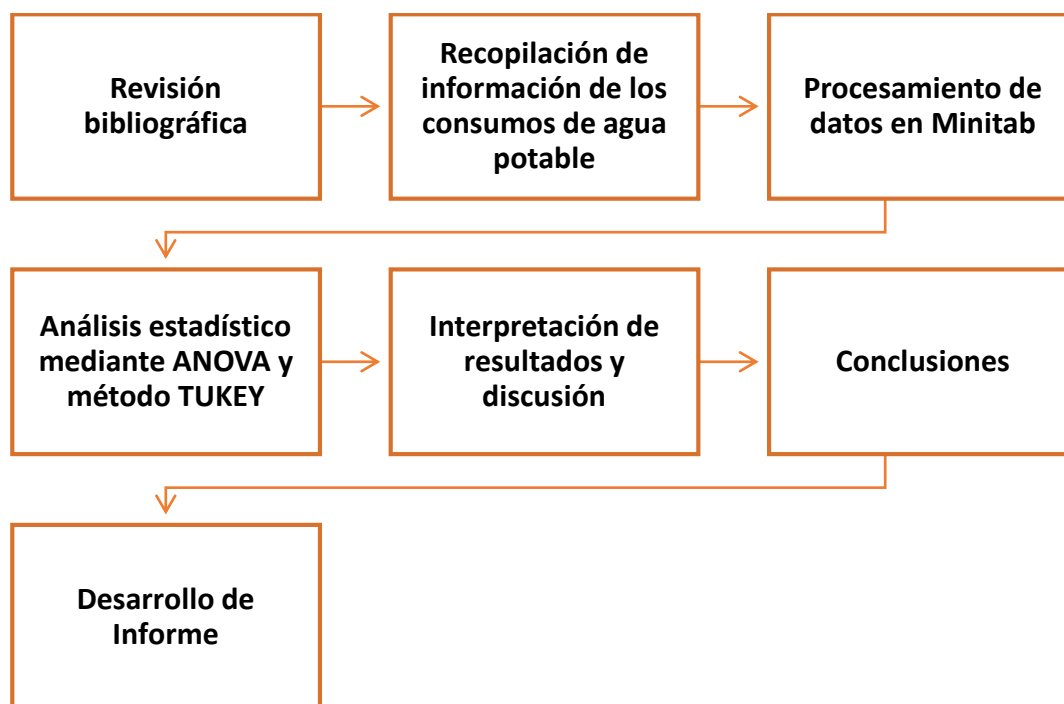 Revisión
bibliográfica
Recopilación de
información de los
consumos de agua
potable
Procesamiento de
datos en Minitab
Análisis estadístico
mediante ANOVA y
método TUKEY
Interpretación de
resultados y
discusión
Conclusiones
Desarrollo de
Informe